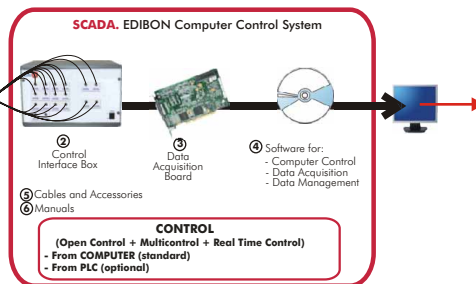 SCADA. EDIBON Computer Control System
2
Control
Interface Box
3
Data
Acquisition
Board
4 Software for:
- Computer Control
- Data Acquisition
- Data Management
5 Cables and Accessories
6 Manuals
CONTROL
(Open Control + Multicontrol + Real Time Control)
- From COMPUTER (standard)
- From PLC (optional)